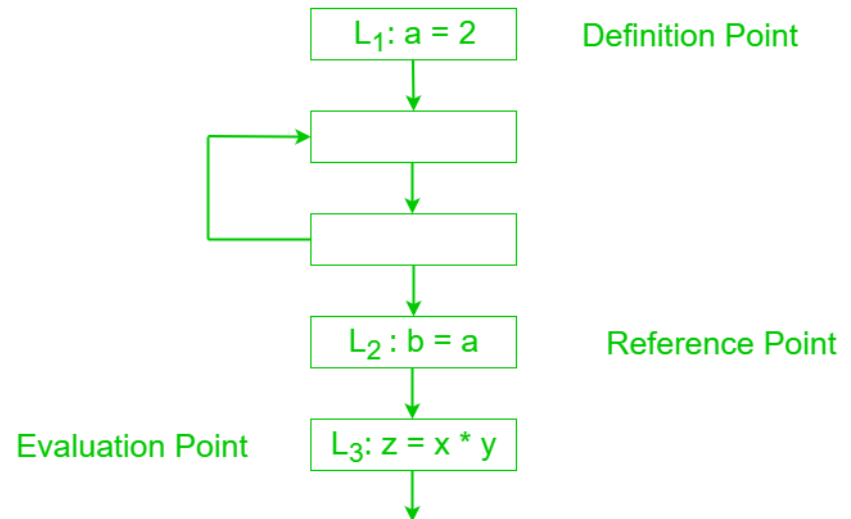 L₁: a = 2 Definition Point
L₂ : b = a Reference Point
Evaluation Point L₃: z = x * y